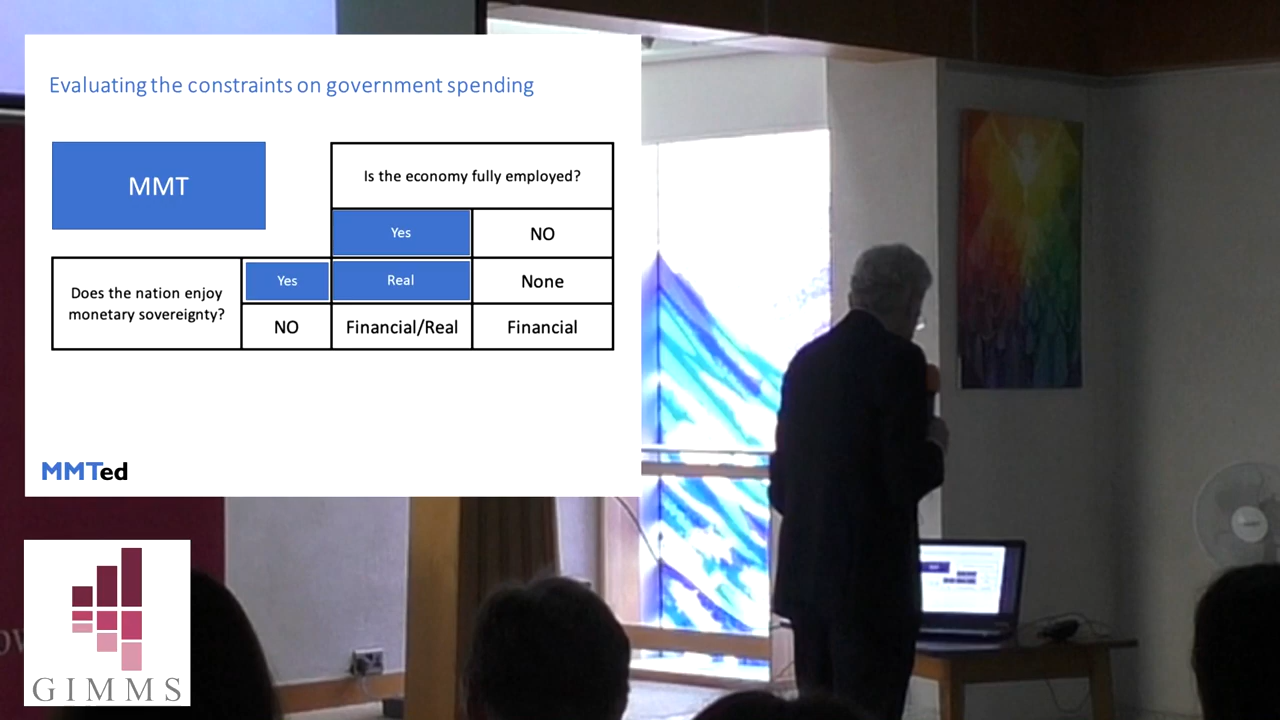 Evaluating the constraints on government spending
MMT
Is the economy fully employed?
Yes
NO
Does the nation enjoy
monetary sovereignty?
Yes
Real
None
NO
Financial/Real
Financial
MMTed
GIMMS